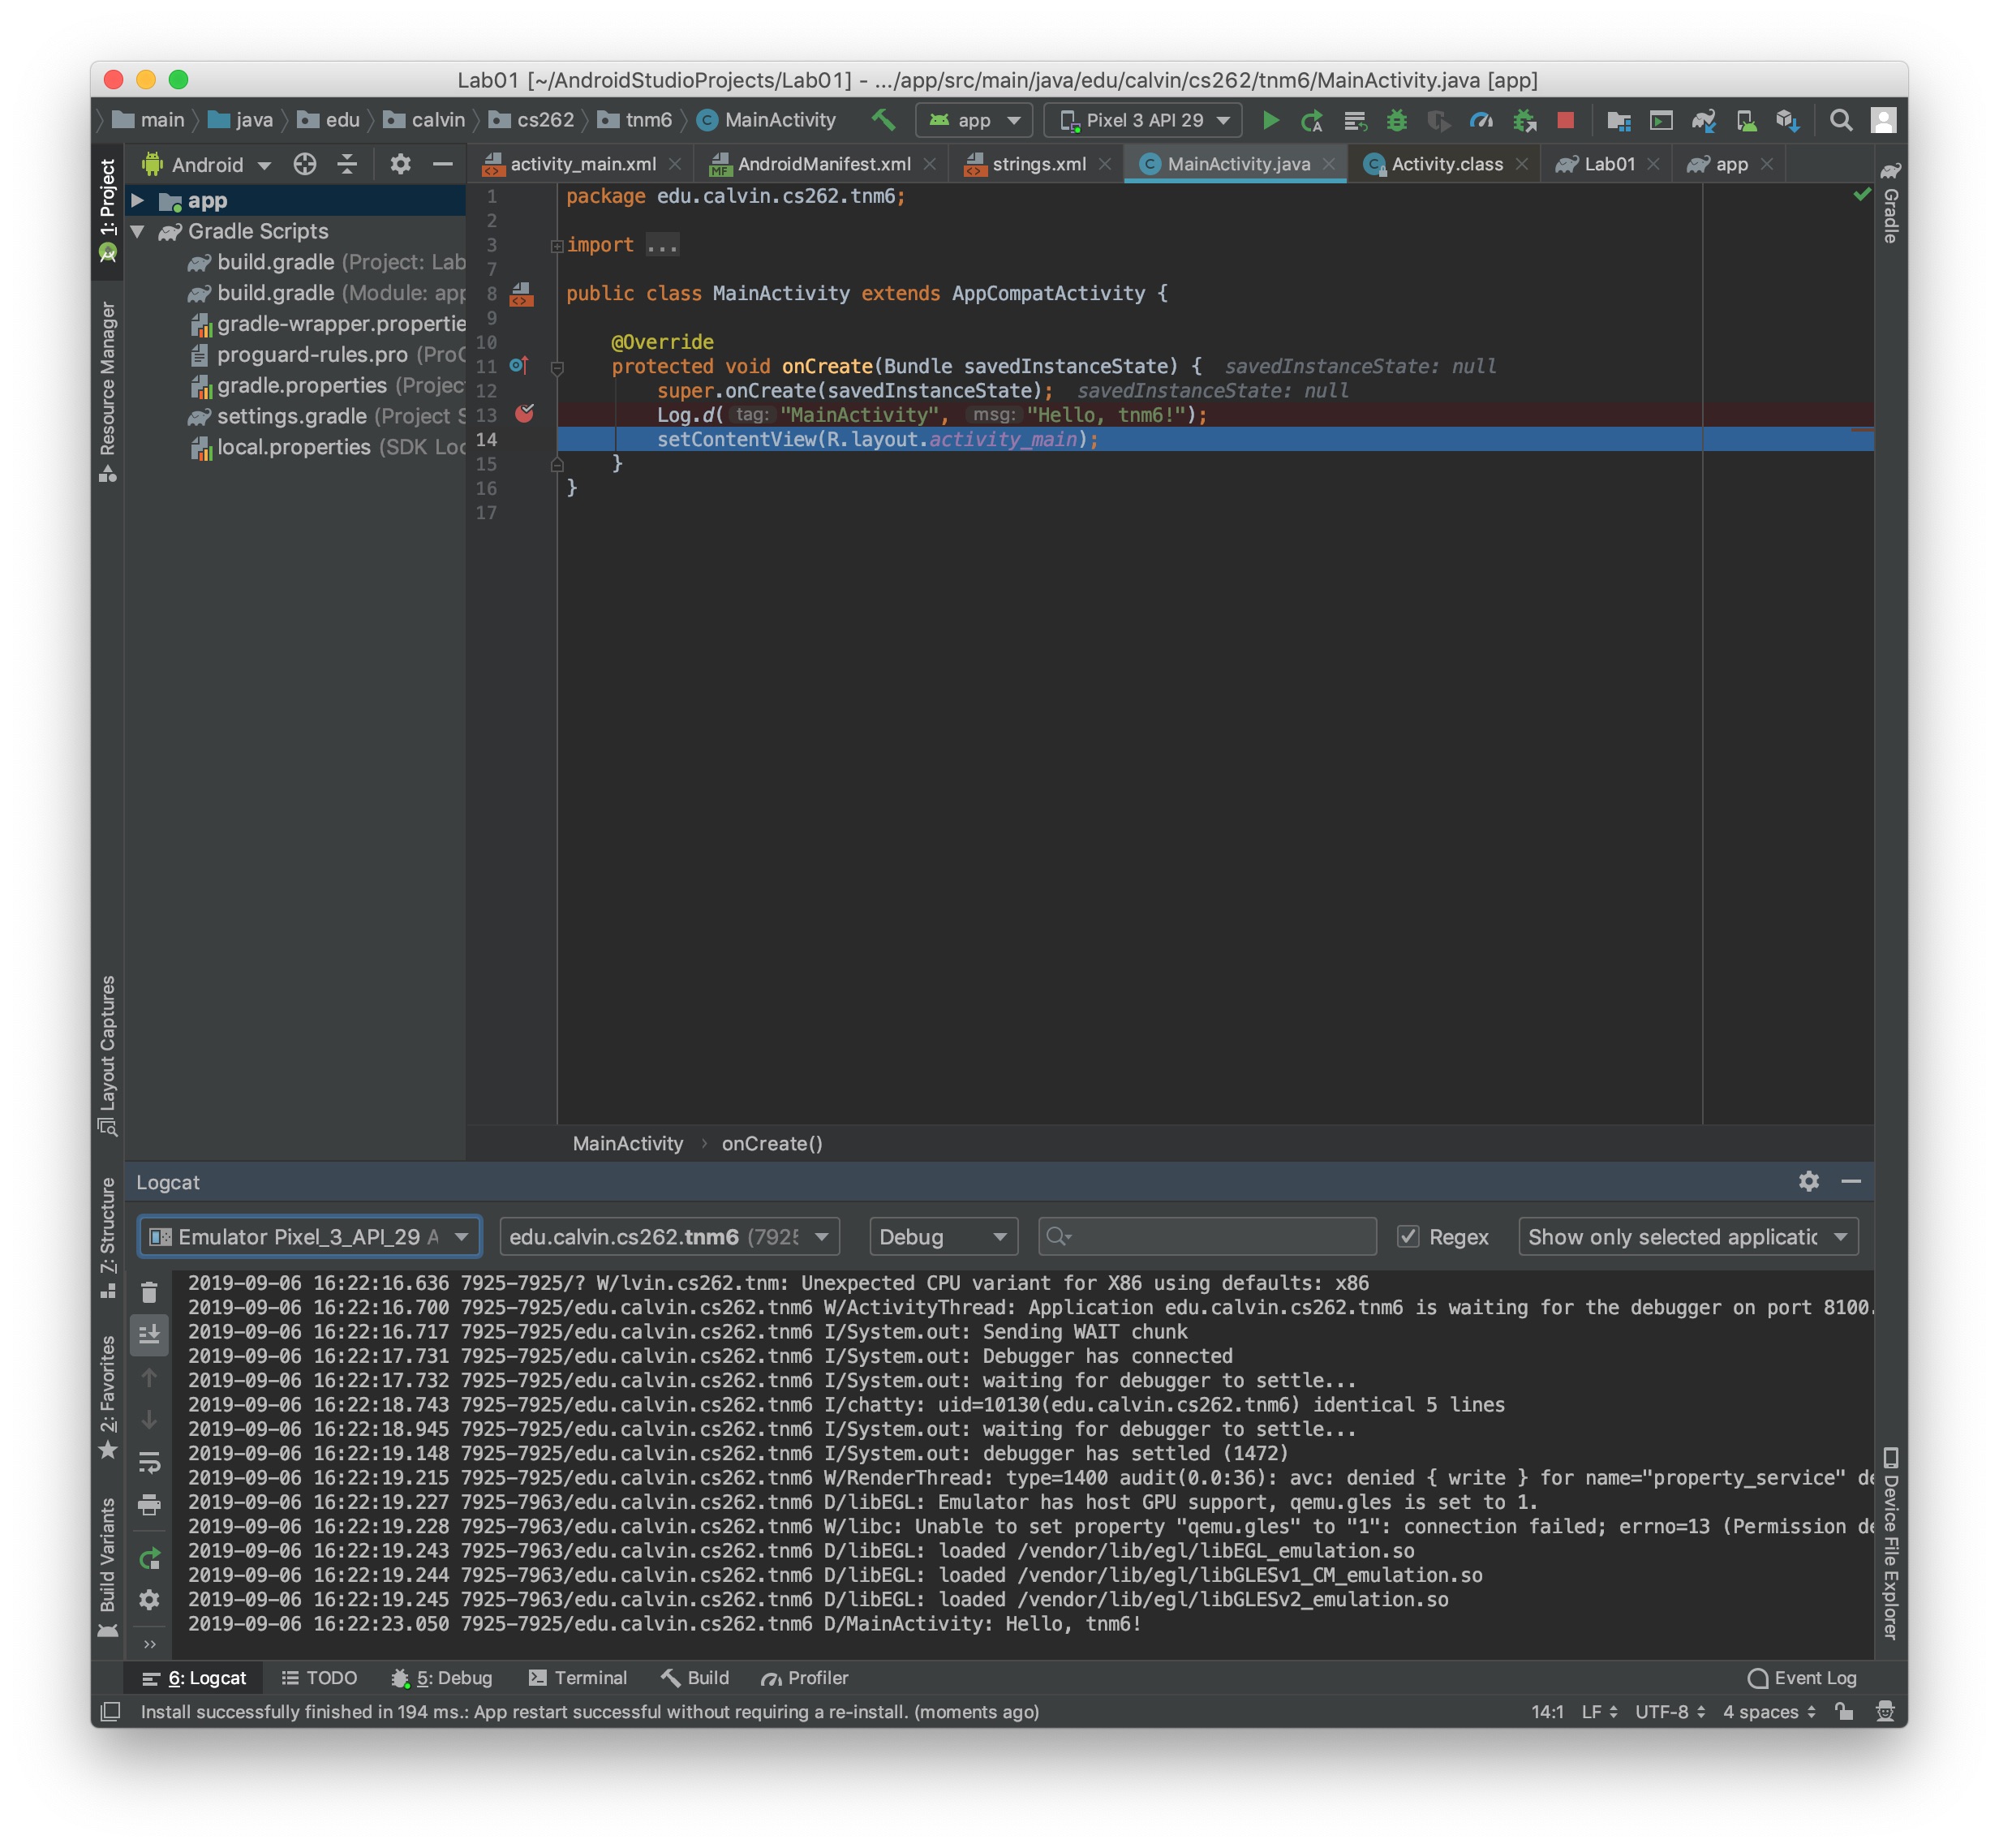 Lab01 [~/AndroidStudioProjects/Lab01] - .../app/src/main/java/edu/calvin/cs262/tnm6/MainActivity.java [app]
main java edu calvin cs262 tnm6 MainActivity app Pixel 3 API 29
1: Project
Resource Manager
Layout Captures
7: Structure
2: Favorites
Build Variants
Android
app
Gradle Scripts
build.gradle (Project: Lab
build.gradle (Module: app
gradle-wrapper.propertie
proguard-rules.pro (ProG
gradle.properties (Projec
settings.gradle (Project S
local.properties (SDK Loc
activity_main.xml AndroidManifest.xml strings.xml MainActivity.java Activity.class Lab01 app
1 package edu.calvin.cs262.tnm6;
2
3 import ...
7
8 public class MainActivity extends AppCompatActivity {
9
10 @Override
11 protected void onCreate(Bundle savedInstanceState) { savedInstanceState: null
12 super.onCreate(savedInstanceState); savedInstanceState: null
13 Log.d( tag: "MainActivity", msg: "Hello, tnm6!");
14 setContentView(R.layout.activity_main);
15 }
16 }
17
MainActivity › onCreate()
Gradle
Device File Explorer
Logcat
Emulator Pixel_3_API_29 A edu.calvin.cs262.tnm6 (7925 Debug Regex Show only selected applicatic
2019-09-06 16:22:16.636 7925-7925/? W/lvin.cs262.tnm: Unexpected CPU variant for X86 using defaults: x86
2019-09-06 16:22:16.700 7925-7925/edu.calvin.cs262.tnm6 W/ActivityThread: Application edu.calvin.cs262.tnm6 is waiting for the debugger on port 8100.
2019-09-06 16:22:16.717 7925-7925/edu.calvin.cs262.tnm6 I/System.out: Sending WAIT chunk
2019-09-06 16:22:17.731 7925-7925/edu.calvin.cs262.tnm6 I/System.out: Debugger has connected
2019-09-06 16:22:17.732 7925-7925/edu.calvin.cs262.tnm6 I/System.out: waiting for debugger to settle...
2019-09-06 16:22:18.743 7925-7925/edu.calvin.cs262.tnm6 I/chatty: uid=10130(edu.calvin.cs262.tnm6) identical 5 lines
2019-09-06 16:22:18.945 7925-7925/edu.calvin.cs262.tnm6 I/System.out: waiting for debugger to settle...
2019-09-06 16:22:19.148 7925-7925/edu.calvin.cs262.tnm6 I/System.out: debugger has settled (1472)
2019-09-06 16:22:19.215 7925-7925/edu.calvin.cs262.tnm6 W/RenderThread: type=1400 audit(0.0:36): avc: denied { write } for name="property_service" de
2019-09-06 16:22:19.227 7925-7963/edu.calvin.cs262.tnm6 D/libEGL: Emulator has host GPU support, qemu.gles is set to 1.
2019-09-06 16:22:19.228 7925-7963/edu.calvin.cs262.tnm6 W/libc: Unable to set property "qemu.gles" to "1": connection failed; errno=13 (Permission de
2019-09-06 16:22:19.243 7925-7963/edu.calvin.cs262.tnm6 D/libEGL: loaded /vendor/lib/egl/libEGL_emulation.so
2019-09-06 16:22:19.244 7925-7963/edu.calvin.cs262.tnm6 D/libEGL: loaded /vendor/lib/egl/libGLESv1_CM_emulation.so
2019-09-06 16:22:19.245 7925-7963/edu.calvin.cs262.tnm6 D/libEGL: loaded /vendor/lib/egl/libGLESv2_emulation.so
2019-09-06 16:22:23.050 7925-7925/edu.calvin.cs262.tnm6 D/MainActivity: Hello, tnm6!
6: Logcat TODO 5: Debug Terminal Build Profiler Event Log
Install successfully finished in 194 ms.: App restart successful without requiring a re-install. (moments ago) 14:1 LF UTF-8 4 spaces